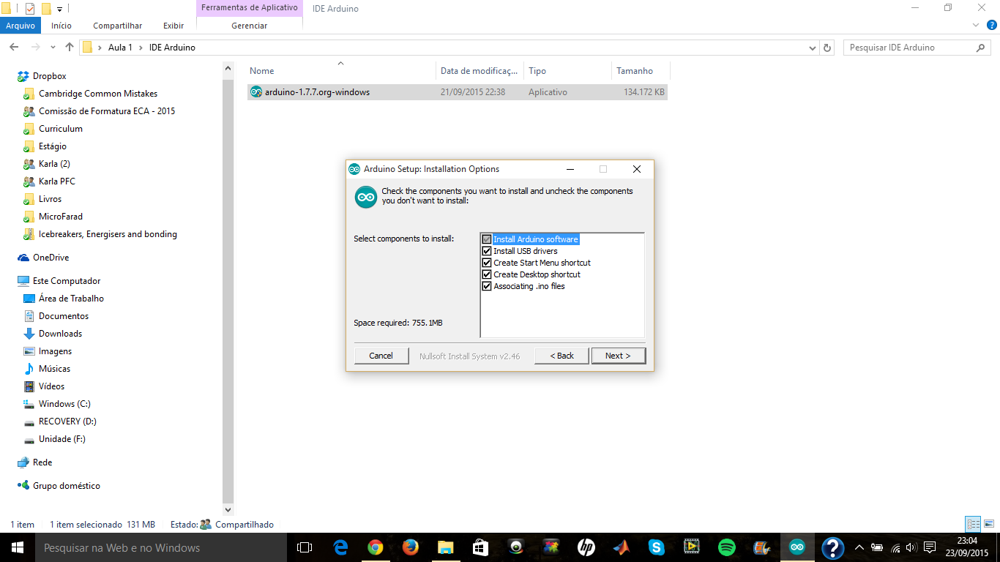 Ferramentas de Aplicativo
IDE Arduino
Arquivo
Início
Compartilhar
Exibir
Gerenciar
Aula 1
IDE Arduino
Pesquisar IDE Arduino
Nome
Data de modificaç...
Tipo
Tamanho
arduino-1.7.7.org-windows
21/09/2015 22:38
Aplicativo
134.172 KB
Dropbox
Cambridge Common Mistakes
Comissão de Formatura ECA - 2015
Curriculum
Estágio
Karla (2)
Karla PFC
Livros
MicroFarad
Icebreakers, Energisers and bonding
OneDrive
Este Computador
Área de Trabalho
Documentos
Downloads
Imagens
Músicas
Vídeos
Windows (C:)
RECOVERY (D:)
Unidade (F:)
Rede
Grupo doméstico
Arduino Setup: Installation Options
Check the components you want to install and uncheck the components
you don't want to install:
Select components to install:
Install Arduino software
Install USB drivers
Create Start Menu shortcut
Create Desktop shortcut
Associating .ino files
Space required: 755.1MB
Cancel
Nullsoft Install System v2.46
< Back
Next >
1 item
1 item selecionado 131 MB
Estado:
Compartilhado
Pesquisar na Web e no Windows
23:04
23/09/2015